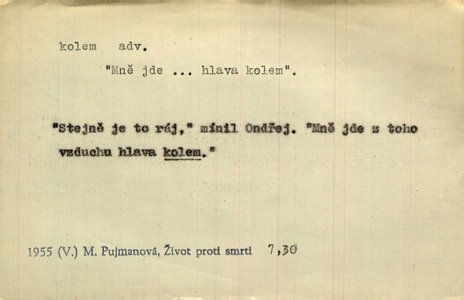 kolem adv.
"Mně jde ... hlava kolem".
"Stejně je to ráj," mínil Ondřej. "Mně jde z toho
vzduchu hlava kolem."
1955 (V.) M. Pujmanová, Život proti smrti 7,30